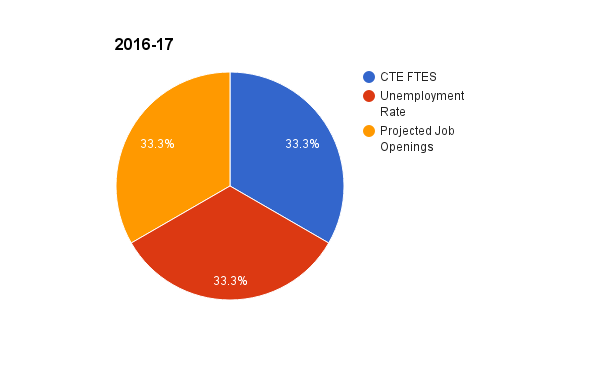 2016-17
CTE FTES
Unemployment
Rate
Projected Job
Openings
33.3%
33.3%
33.3%